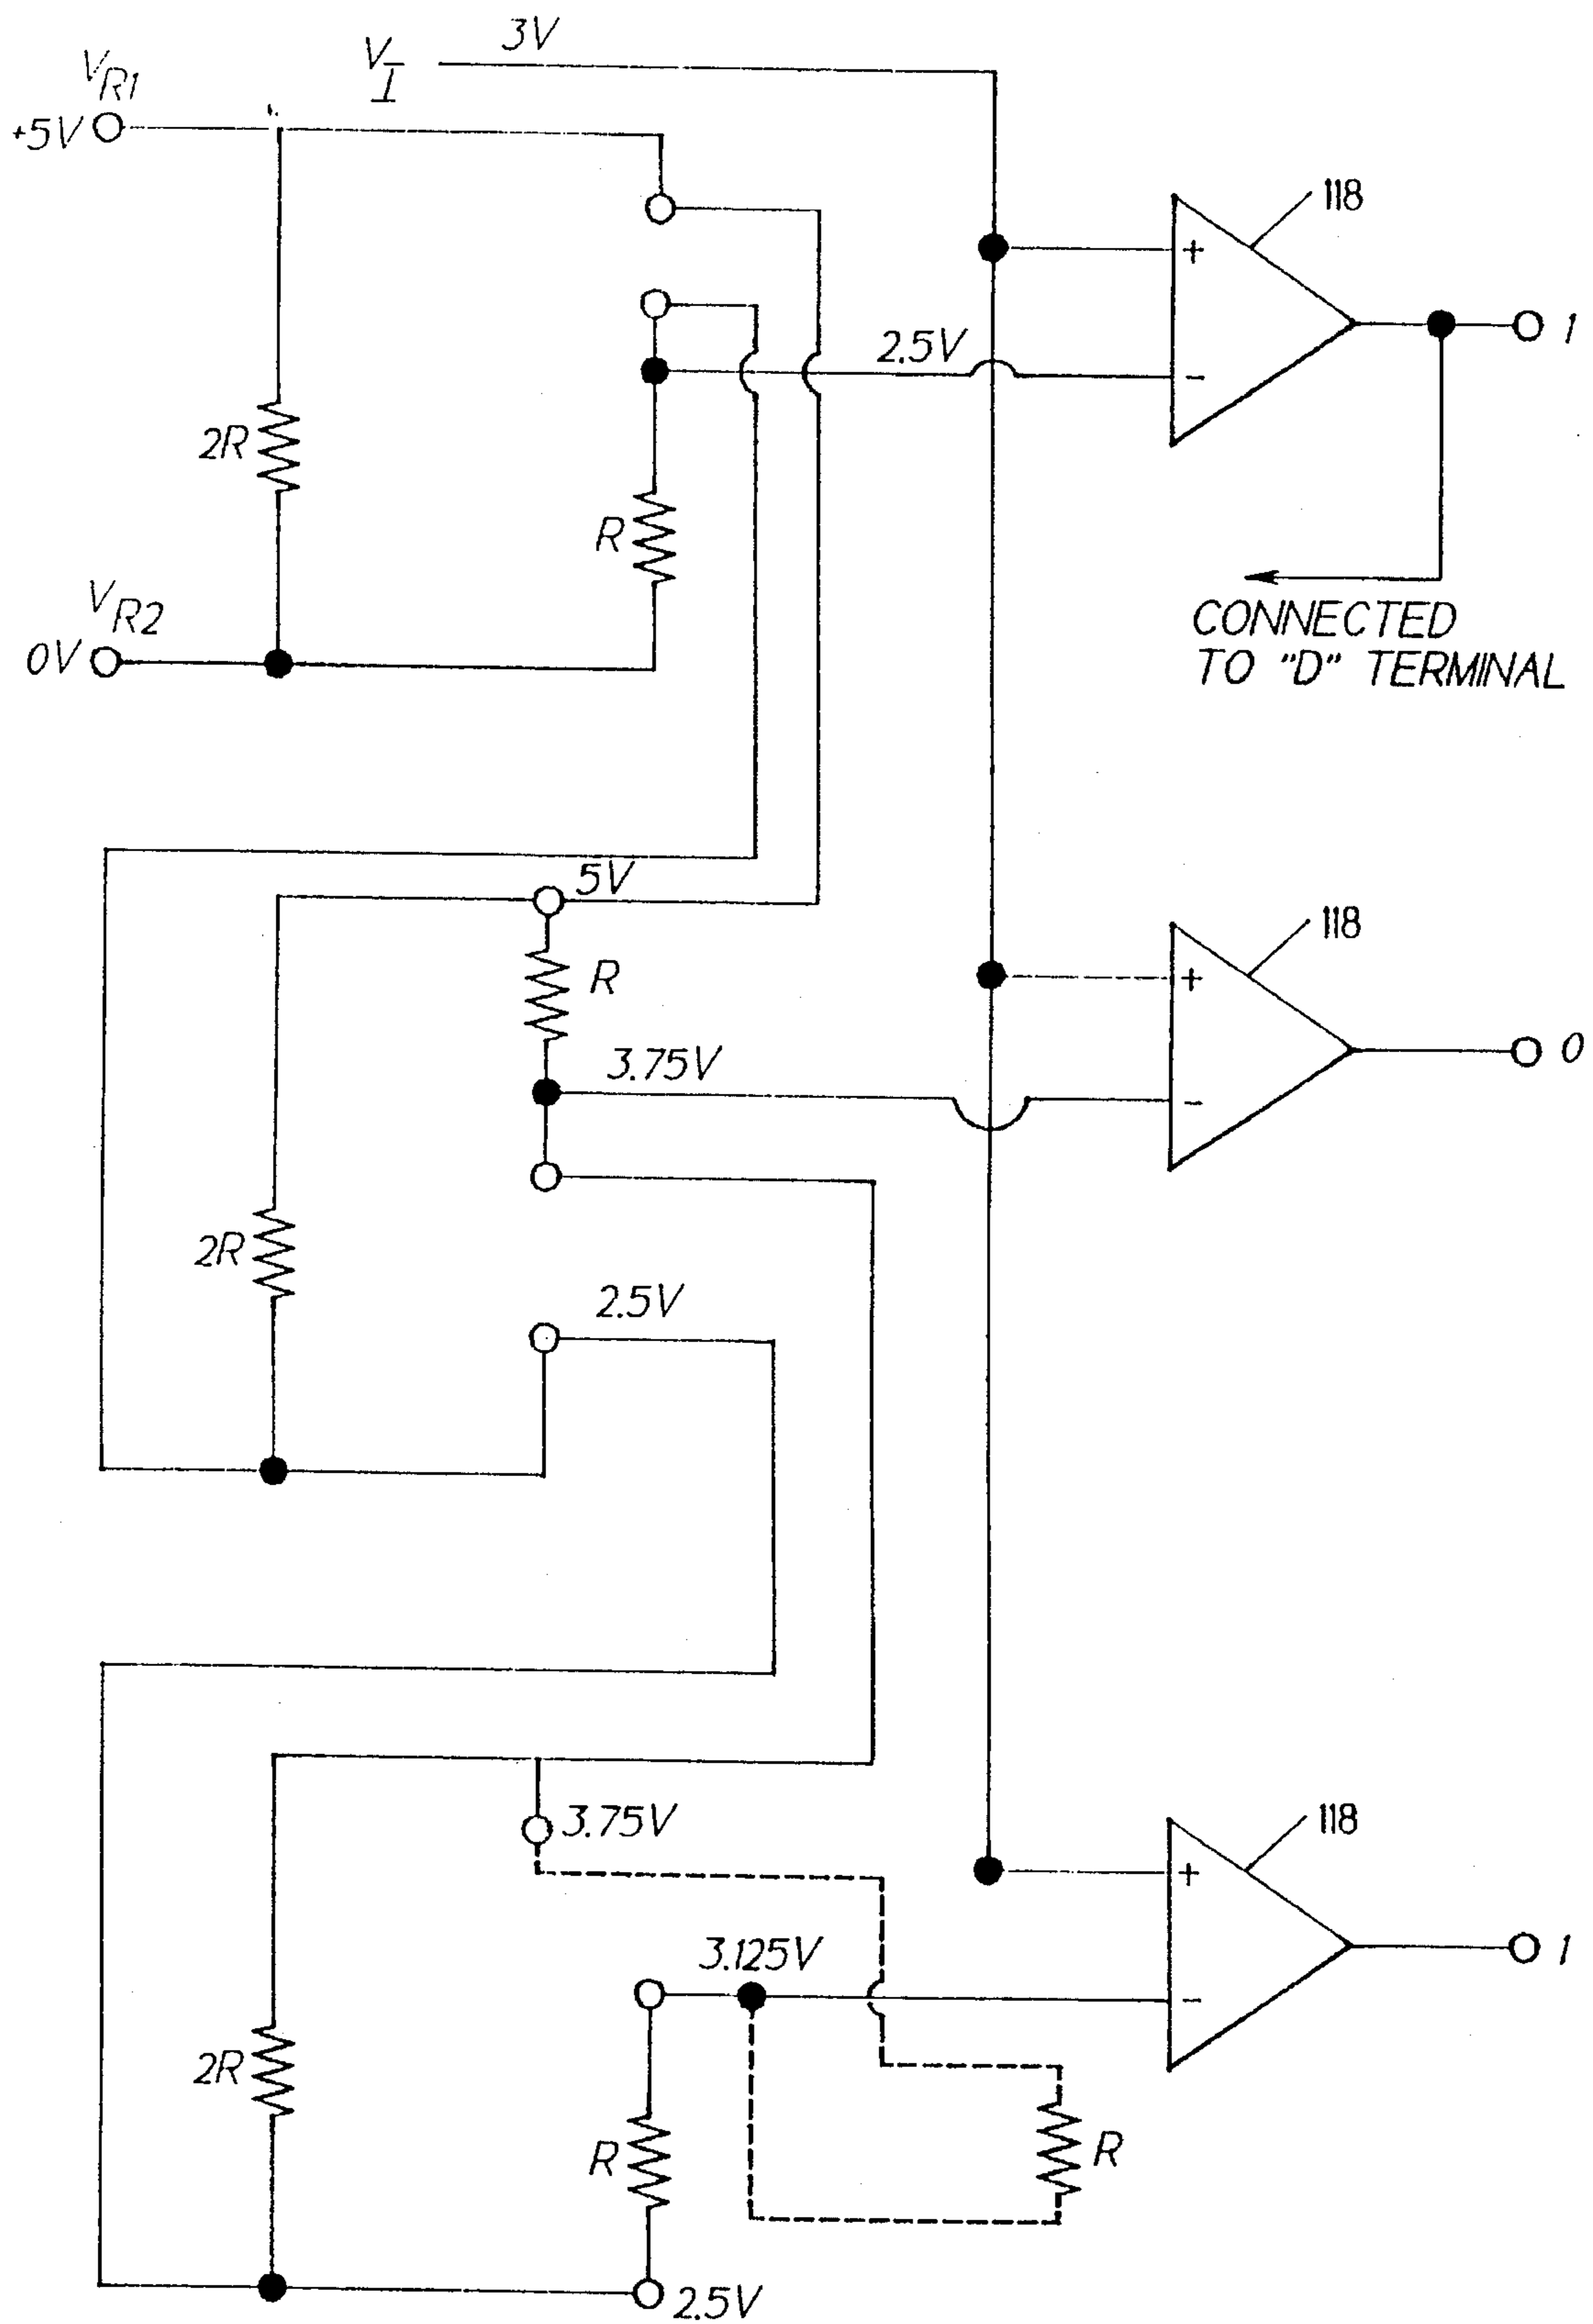 3V
V_I
V_R1
+5V
118
+
1
2.5V
-
2R
R
V_R2
0V
CONNECTED
TO "D" TERMINAL
5V
118
R
+
3.75V
0
-
2R
2.5V
118
3.75V
+
3.125V
1
-
2R
R
R
2.5V